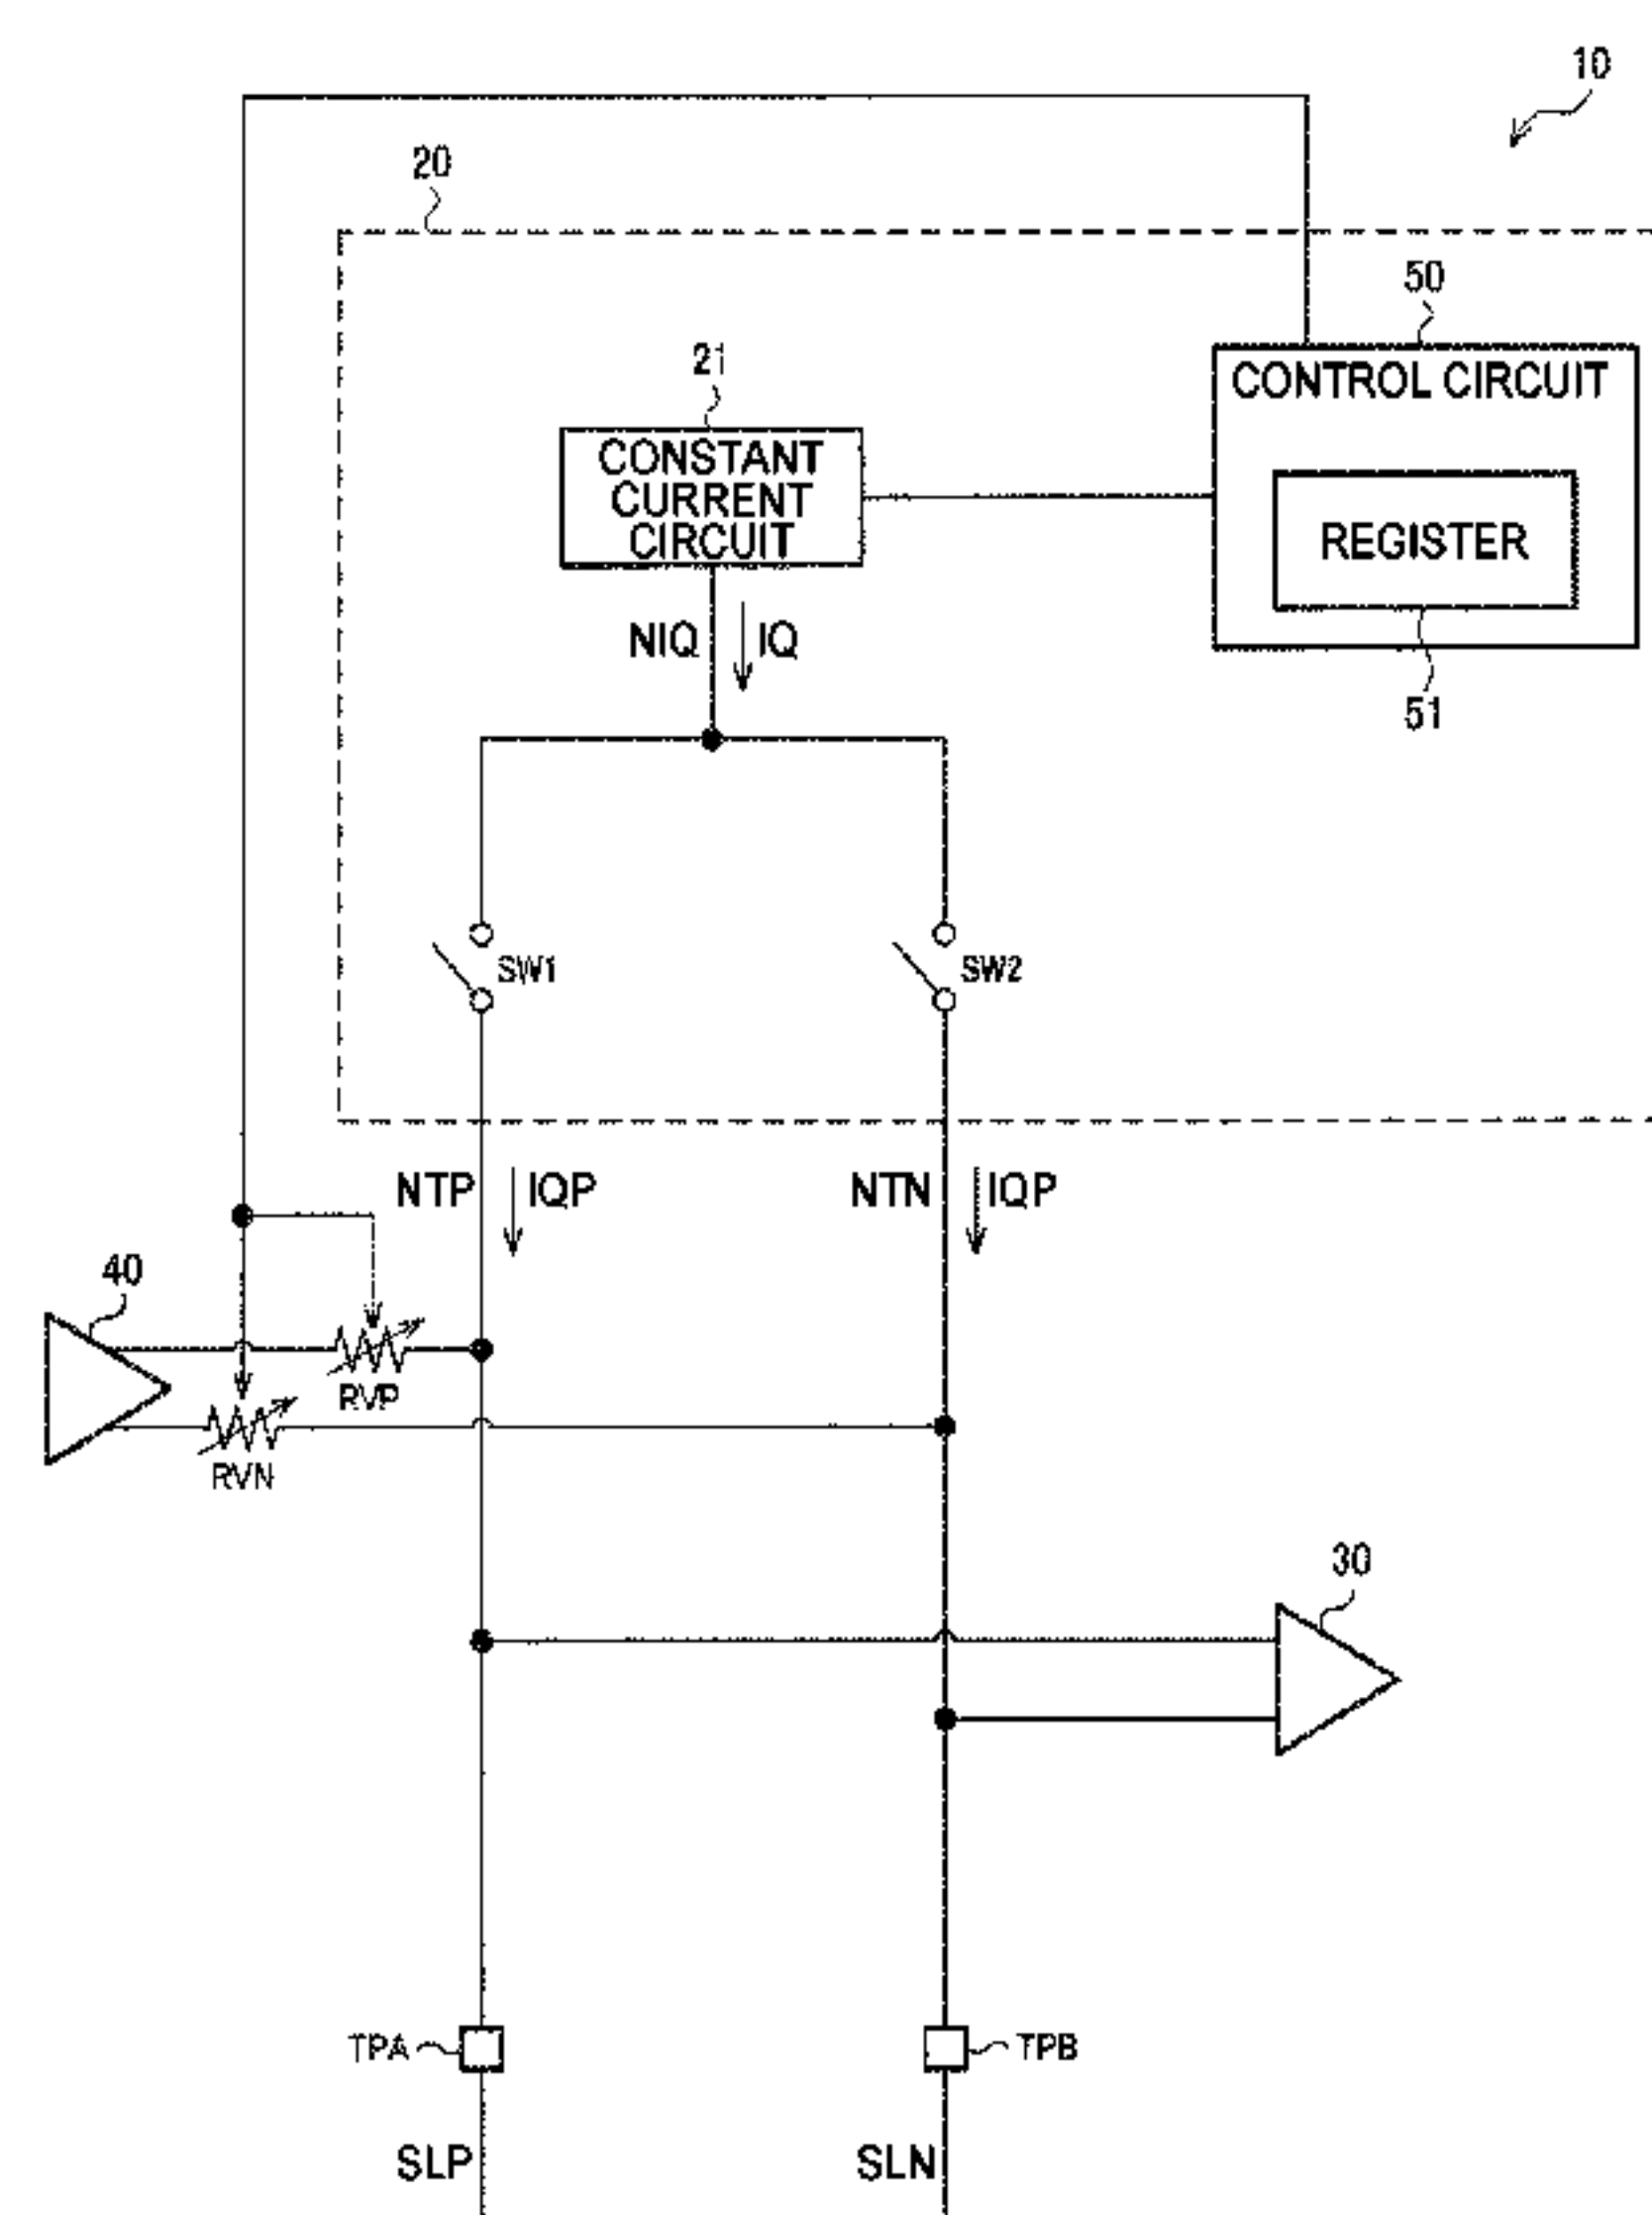 10
20
50
CONTROL CIRCUIT
21
CONSTANT
CURRENT
CIRCUIT
REGISTER
NIQ IQ
51
SW1 SW2
NTP IQP NTN IQP
40
RVP
RVN
30
TPA TPB
SLP SLN